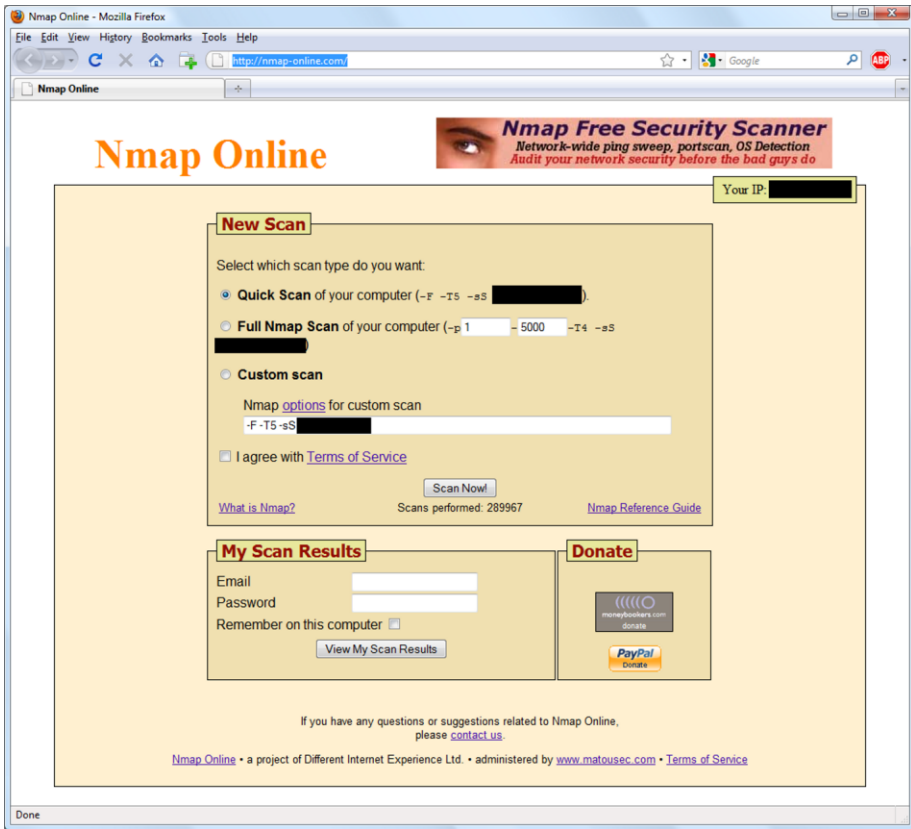 Nmap Online - Mozilla Firefox
File Edit View History Bookmarks Tools Help
http://nmap-online.com/
Google
ABP
Nmap Online
Nmap Online
Nmap Free Security Scanner
Network-wide ping sweep, portscan, OS Detection
Audit your network security before the bad guys do
Your IP:
New Scan
Select which scan type do you want:
Quick Scan of your computer (-F -T5 -sS ).
Full Nmap Scan of your computer (-p 1 - 5000 -T4 -sS
)
Custom scan
Nmap options for custom scan
-F -T5 -sS
I agree with Terms of Service
Scan Now!
What is Nmap? Scans performed: 289967 Nmap Reference Guide
My Scan Results
Email
Password
Remember on this computer
View My Scan Results
Donate
moneybookers.com
donate
PayPal
Donate
If you have any questions or suggestions related to Nmap Online,
please contact us.
Nmap Online • a project of Different Internet Experience Ltd. • administered by www.matousec.com • Terms of Service
Done